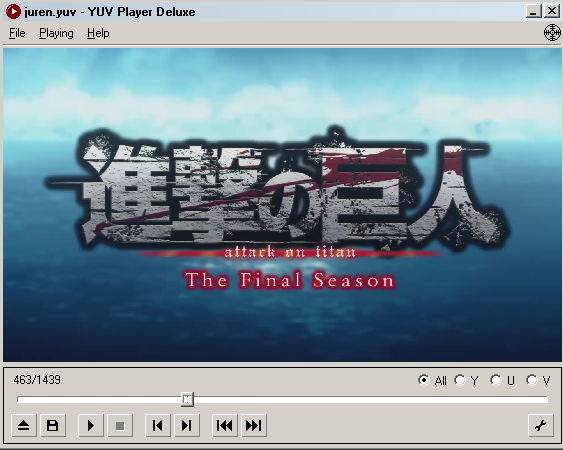 juren.yuv - YUV Player Deluxe
File Playing Help
進撃の巨人
attack on titan
The Final Season
463/1439
All Y U V